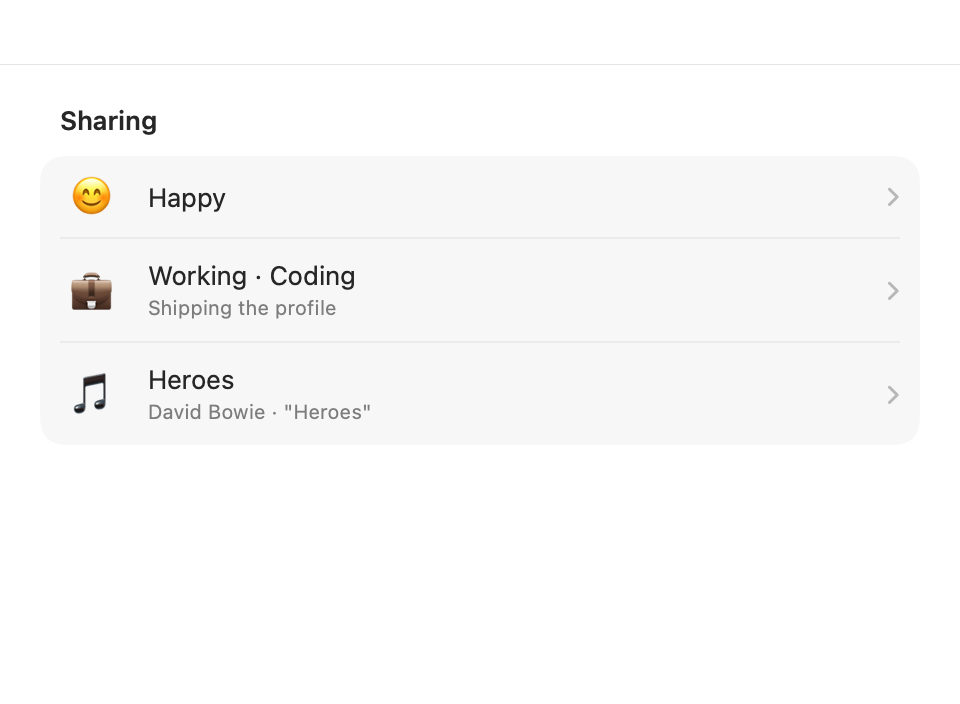 Sharing
Happy
Working · Coding
Shipping the profile
Heroes
David Bowie · "Heroes"